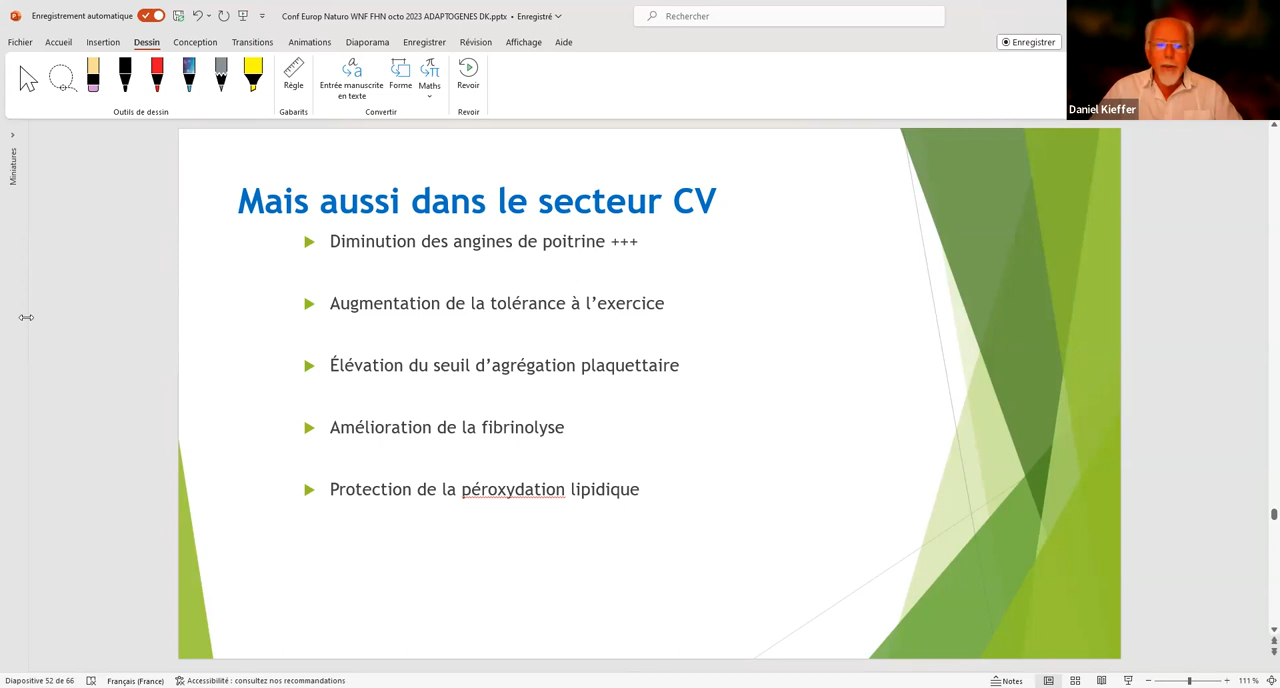 Enregistrement automatique
Conf Europ Naturo WNF FHN octo 2023 ADAPTOGENES DK.pptx • Enregistré
Rechercher
Fichier Accueil Insertion Dessin Conception Transitions Animations Diaporama Enregistrer Révision Affichage Aide
Enregistrer
Règle
Entrée manuscrite
en texte
Forme
Maths
Revoir
Outils de dessin
Gabarits
Convertir
Revoir
Daniel Kieffer
Miniatures
Mais aussi dans le secteur CV
Diminution des angines de poitrine +++
Augmentation de la tolérance à l’exercice
Élévation du seuil d’agrégation plaquettaire
Amélioration de la fibrinolyse
Protection de la péroxydation lipidique
Diapositive 52 de 66
Français (France)
Accessibilité : consultez nos recommandations
Notes
111 %